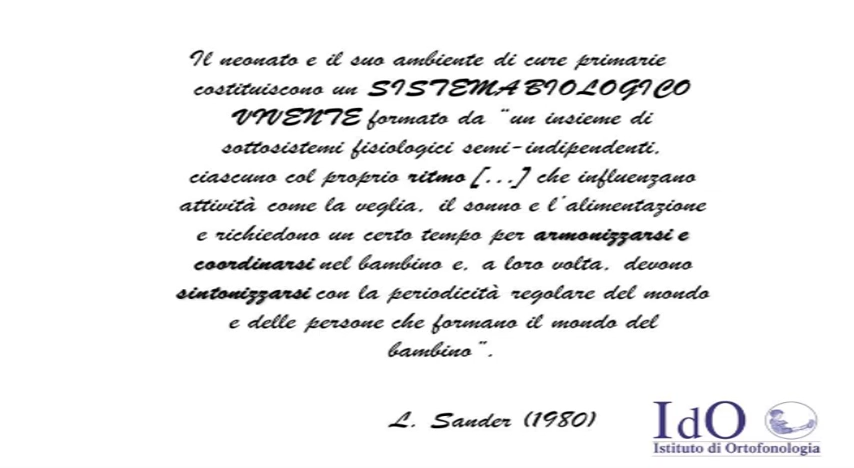 Il neonato e il suo ambiente di cure primarie
costituiscono un SISTEMA BIOLOGICO
VIVENTE formato da "un insieme di
sottosistemi fisiologici semi-indipendenti,
ciascuno col proprio ritmo [...] che influenzano
attività come la veglia, il sonno e l'alimentazione
e richiedono un certo tempo per armonizzarsi e
coordinarsi nel bambino e, a loro volta, devono
sintonizzarsi con la periodicità regolare del mondo
e delle persone che formano il mondo del
bambino".
L. Sander (1980)
IdO
Istituto di Ortofonologia